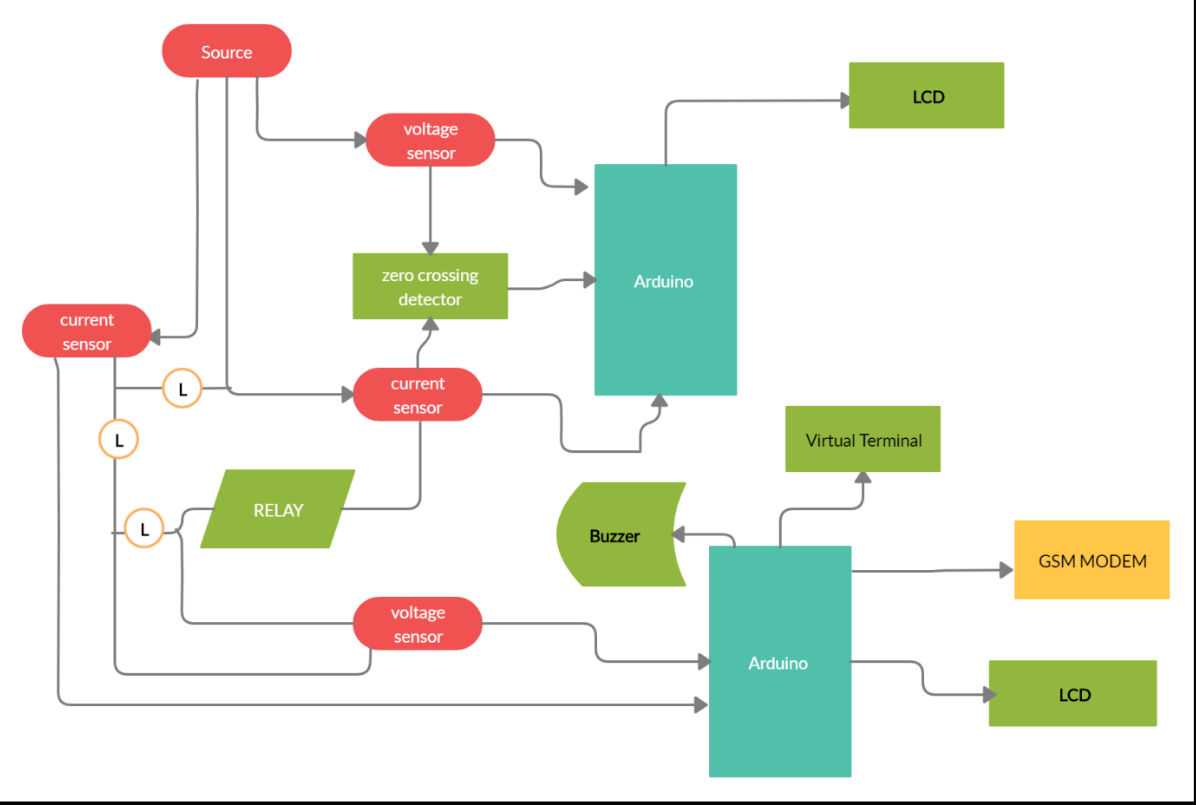 Source
LCD
voltage
sensor
zero crossing
detector
Arduino
current
sensor
current
sensor
L
L
Virtual Terminal
RELAY
L
Buzzer
GSM MODEM
voltage
sensor
Arduino
LCD